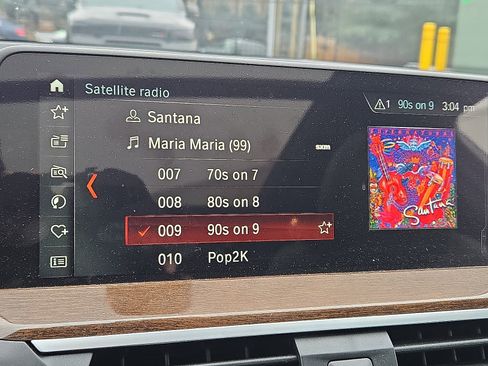 Satellite radio
1 90s on 9 3:04 pm
Santana
Maria Maria (99)
sxm
007 70s on 7
008 80s on 8
009 90s on 9
010 Pop2K
SUPERNATURAL
Santana